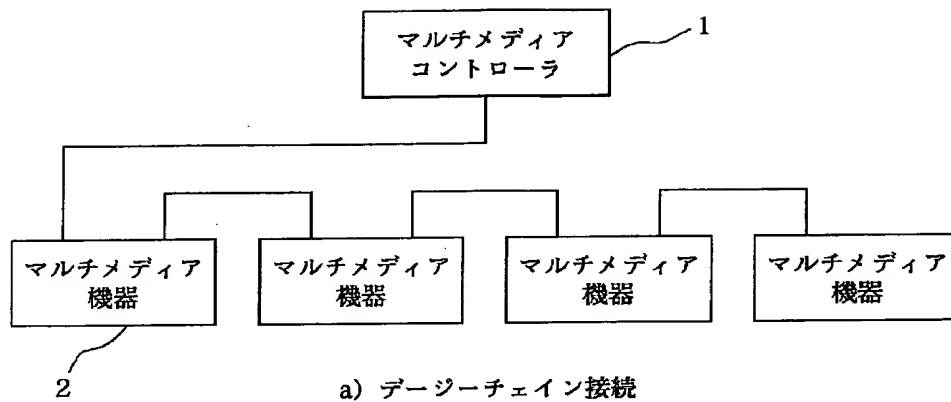 マルチメディア
コントローラ
1
マルチメディア
機器
マルチメディア
機器
マルチメディア
機器
マルチメディア
機器
2
a) デージーチェイン接続